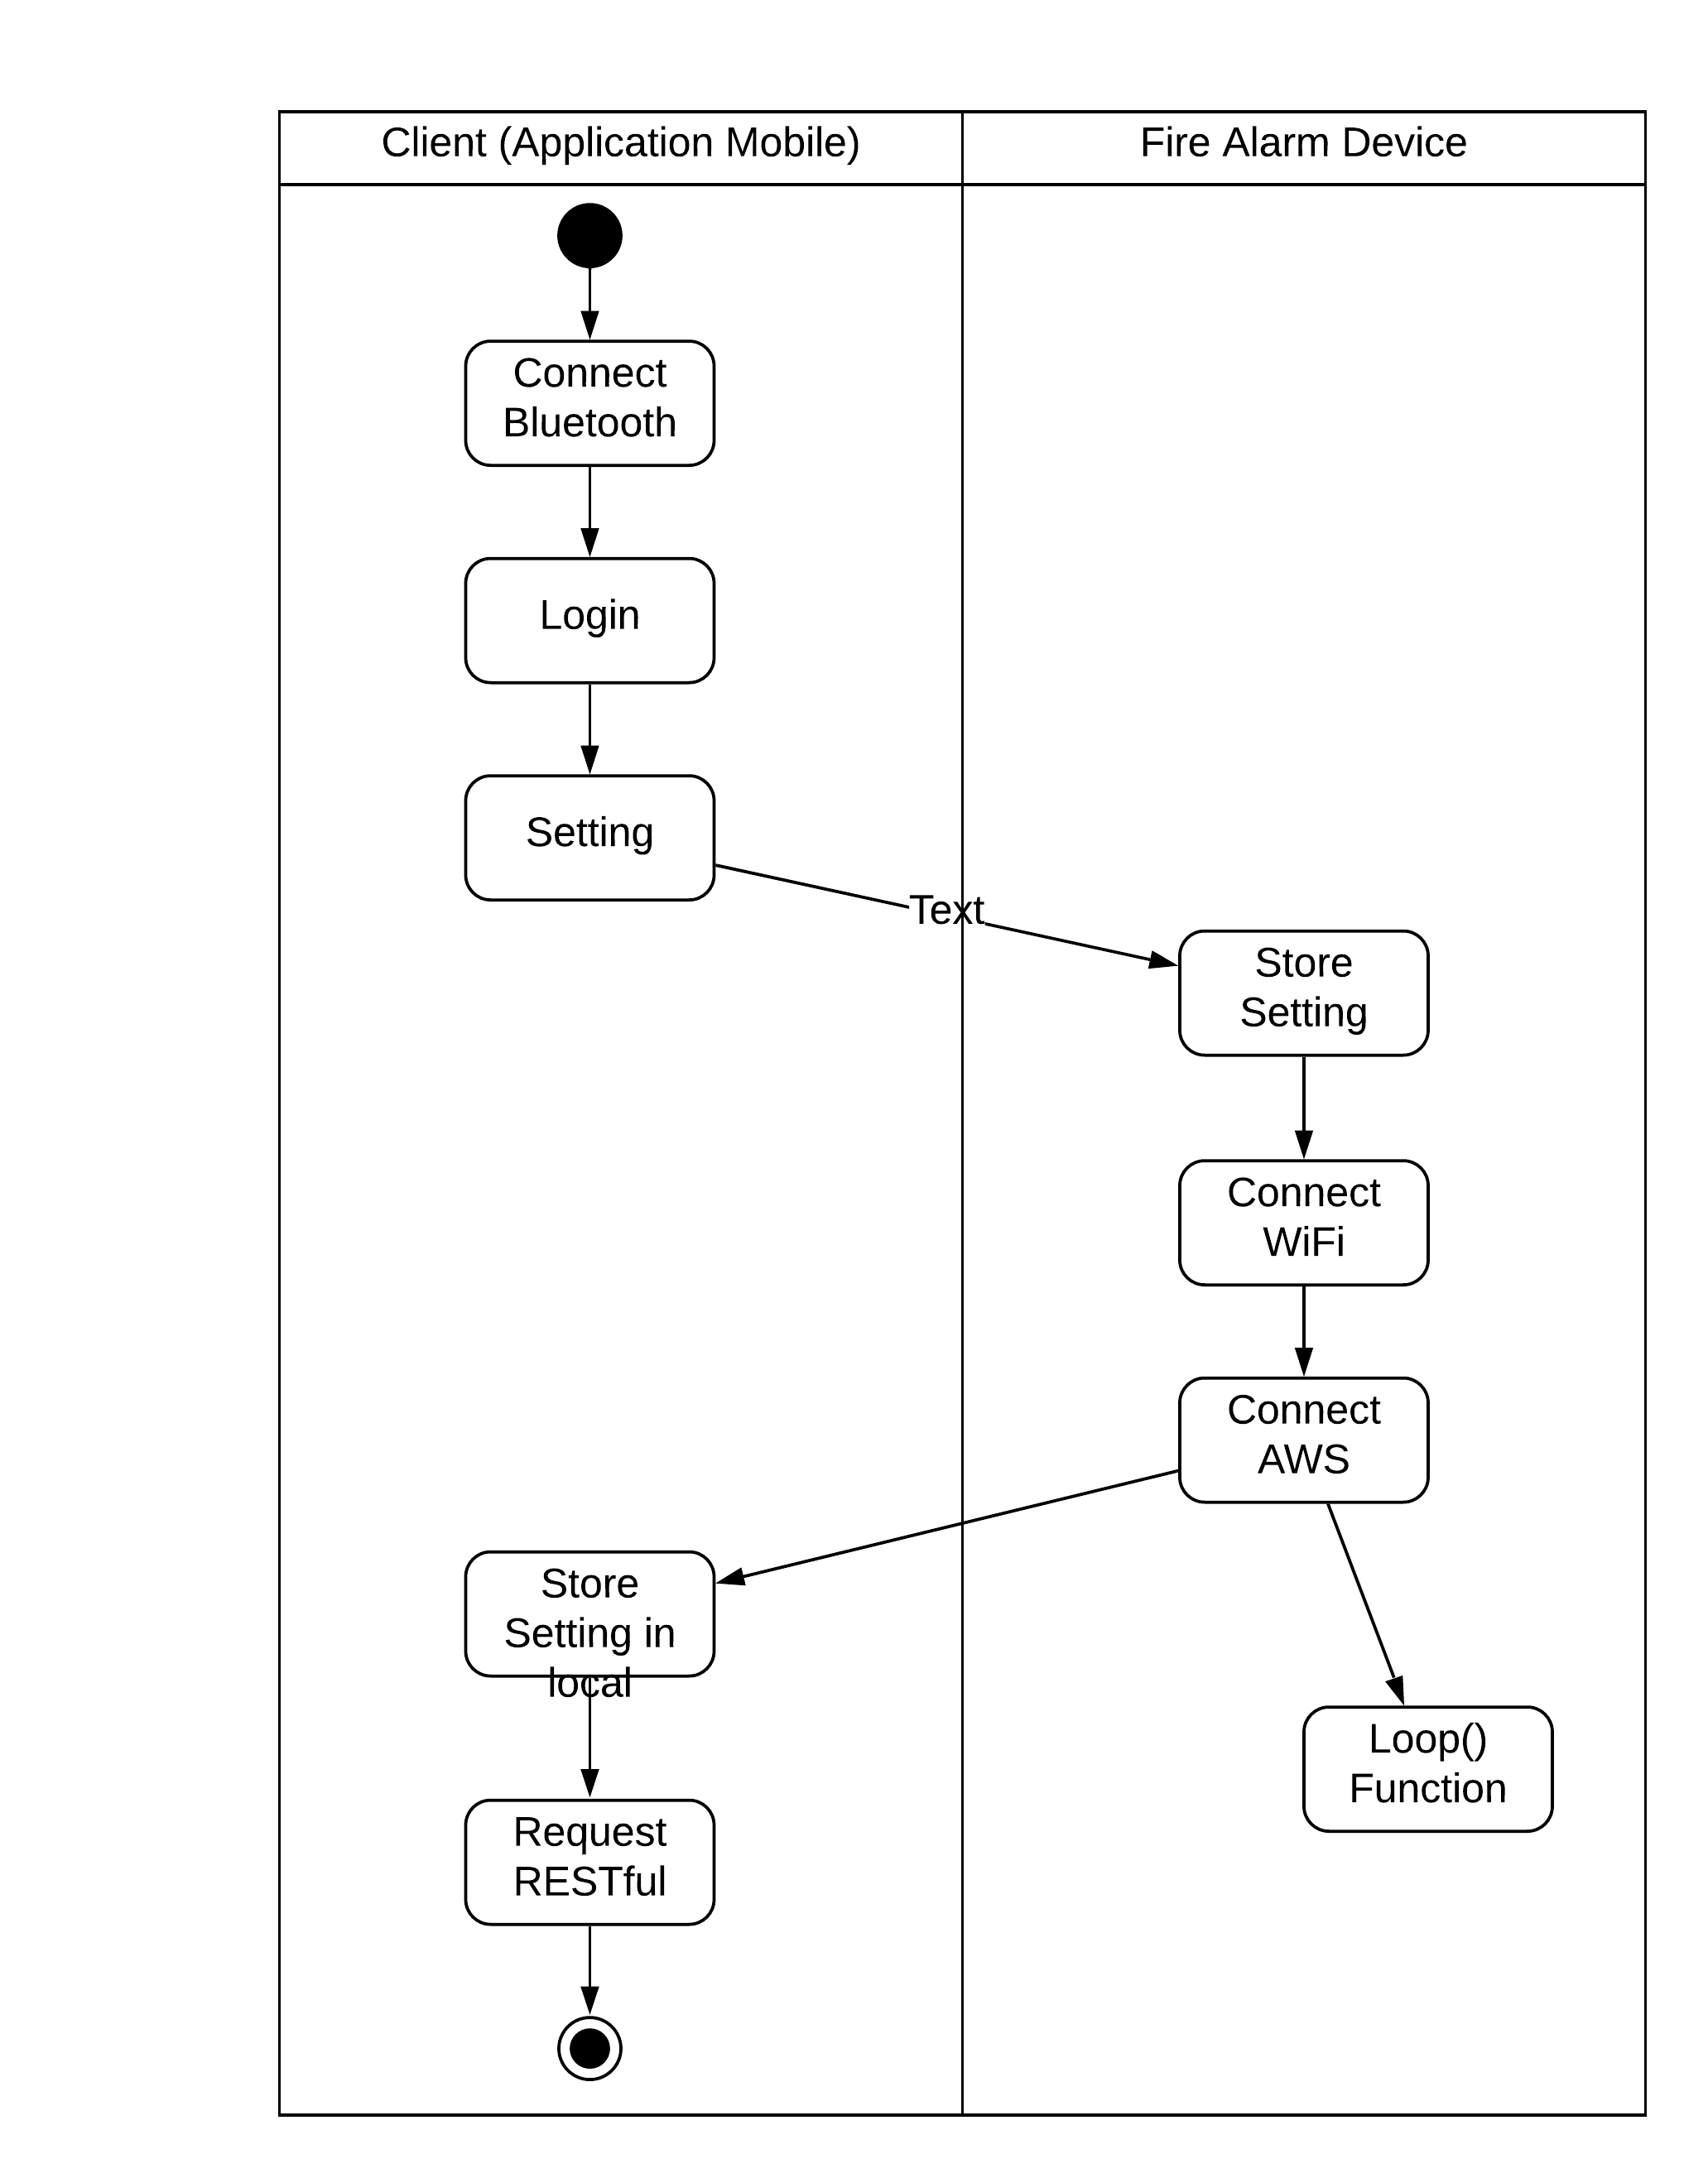 Client (Application Mobile)
Fire Alarm Device
Connect
Bluetooth
Login
Setting
Text
Store
Setting
Connect
WiFi
Connect
AWS
Store
Setting in
local
Loop()
Function
Request
RESTful